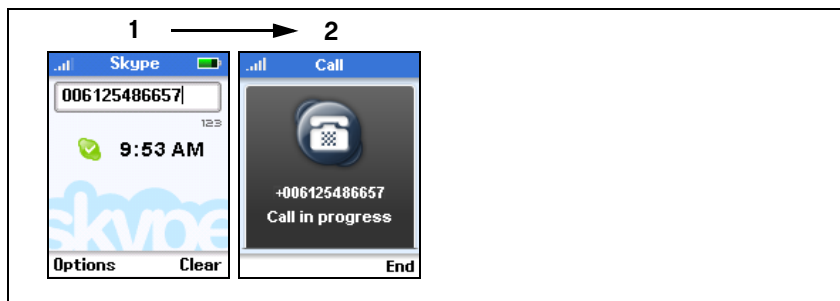 1 2
Skype
006125486657
123
9:53 AM
skype
Options Clear
Call
+006125486657
Call in progress
End